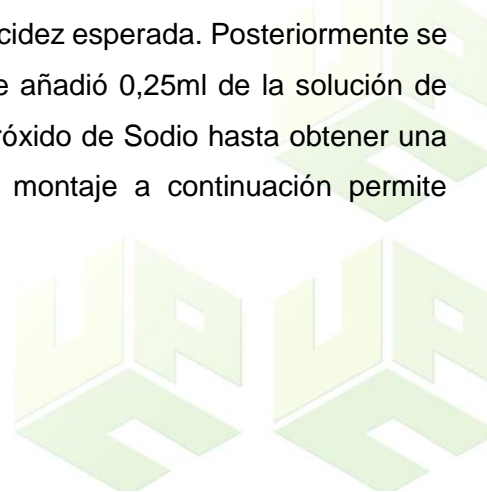 cidez esperada. Posteriormente se
añadió 0,25ml de la solución de
róxido de Sodio hasta obtener una
montaje a continuación permite